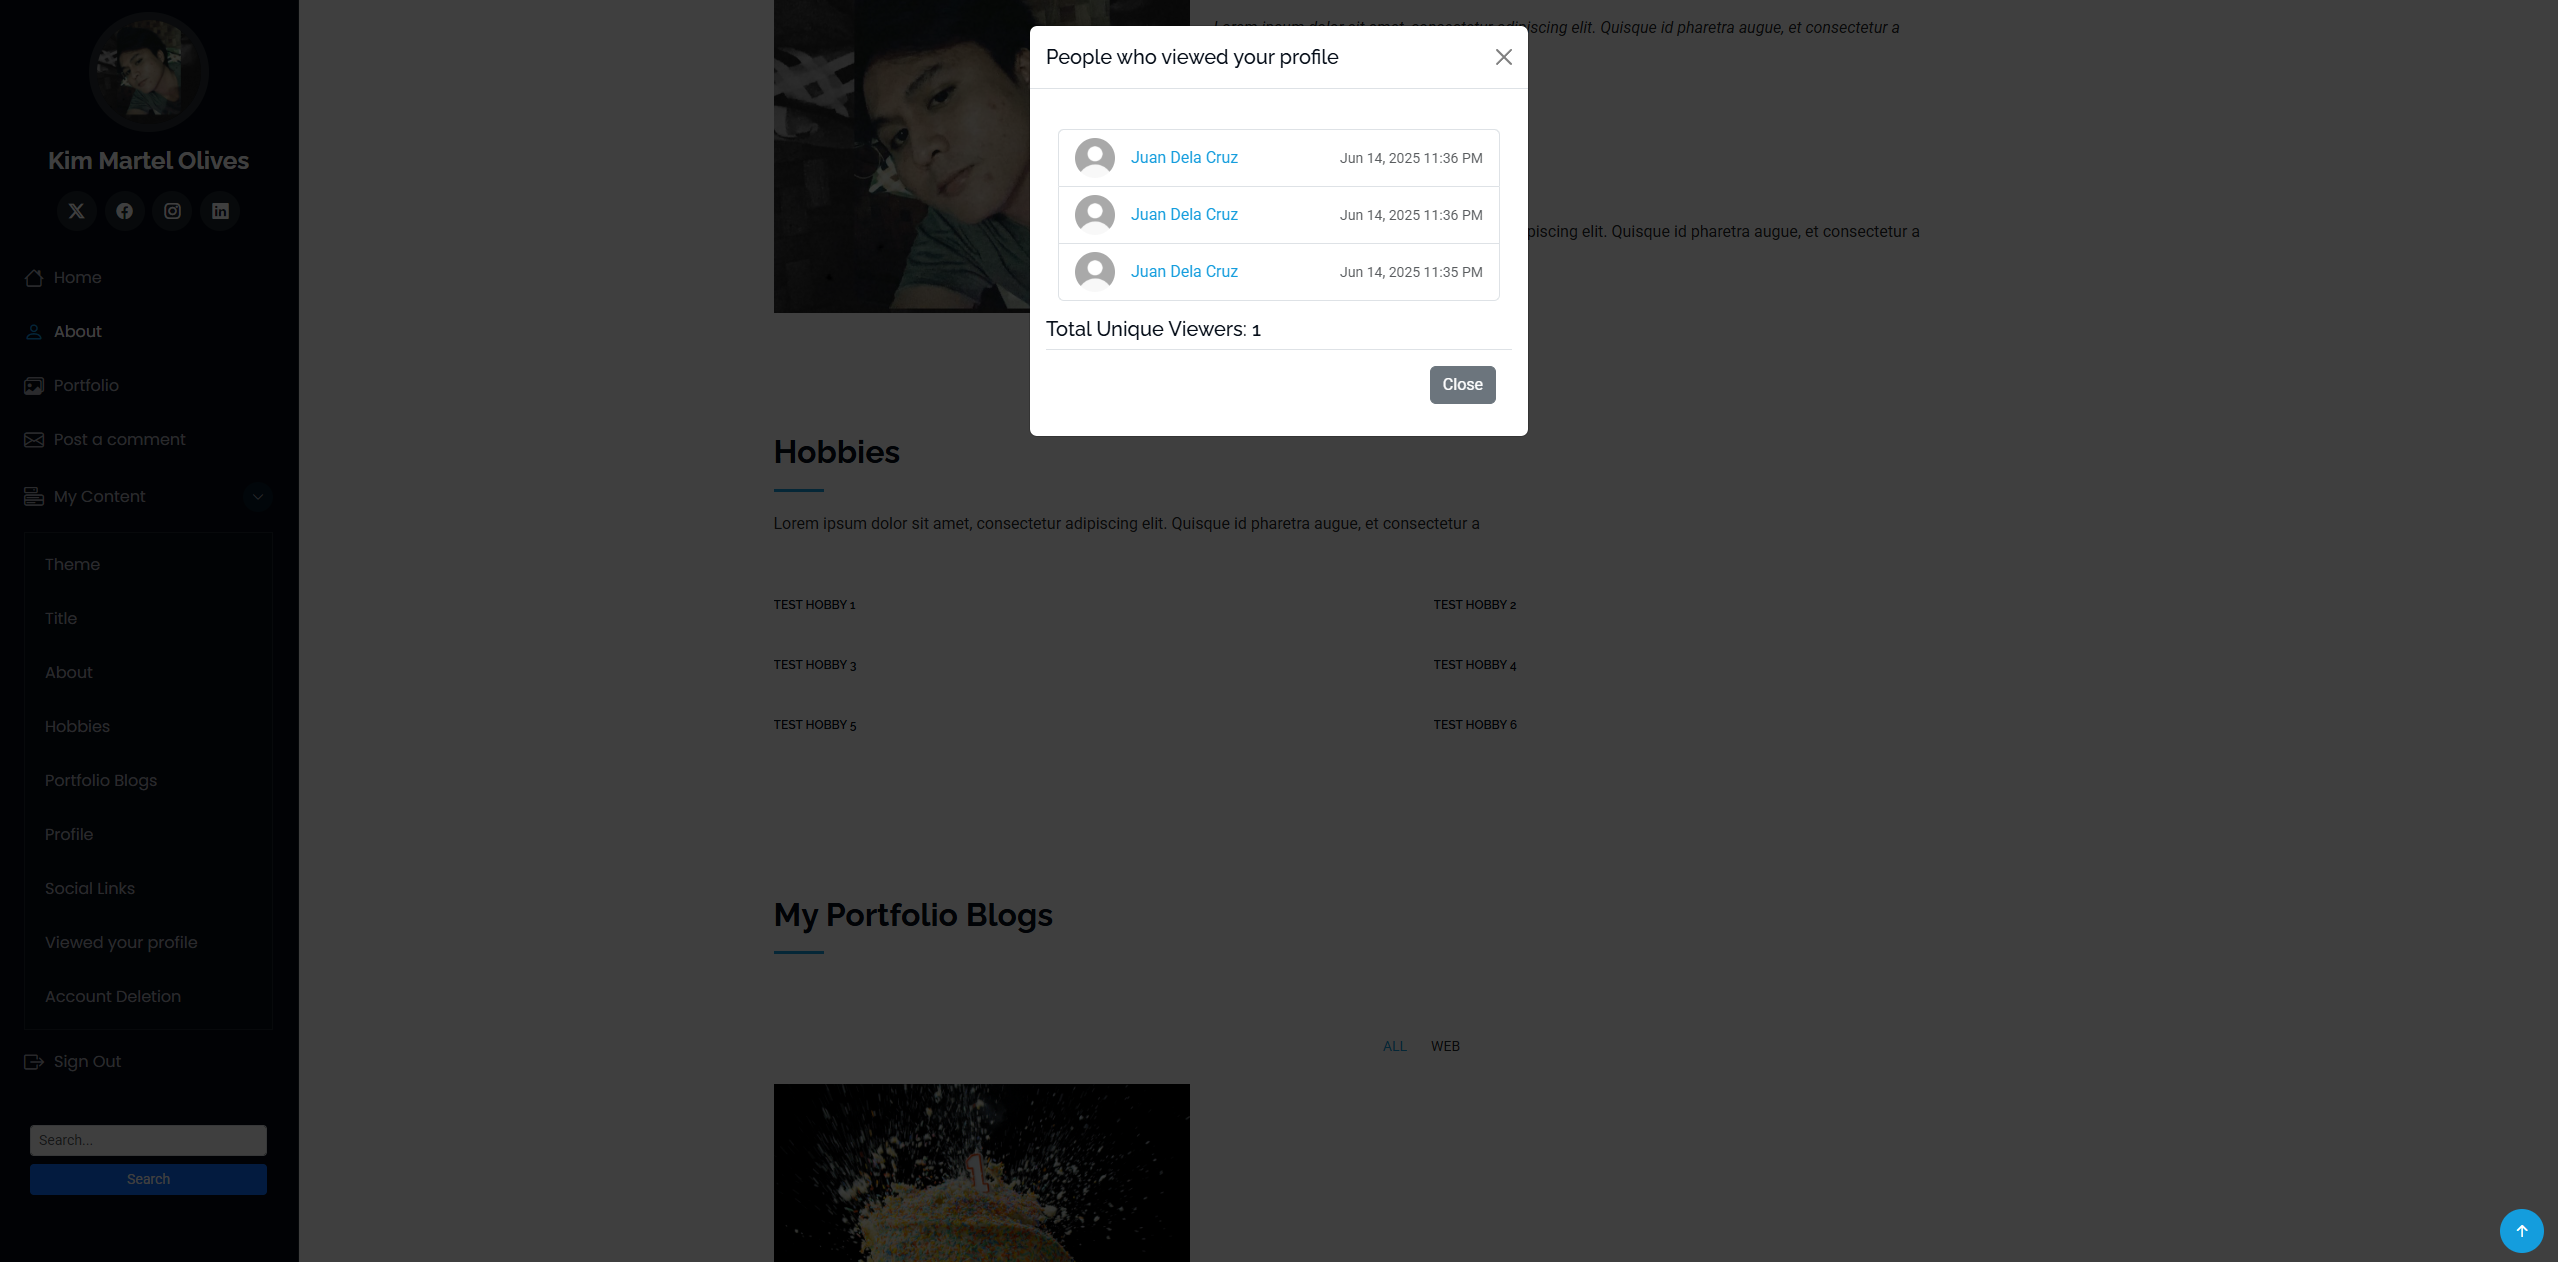 Kim Martel Olives
Home
About
Portfolio
Post a comment
My Content
Theme
Title
About
Hobbies
Portfolio Blogs
Profile
Social Links
Viewed your profile
Account Deletion
Sign Out
Search...
Search
scing elit. Quisque id pharetra augue, et consectetur a
People who viewed your profile
Juan Dela Cruz Jun 14, 2025 11:36 PM
Juan Dela Cruz Jun 14, 2025 11:36 PM
Juan Dela Cruz Jun 14, 2025 11:35 PM
Total Unique Viewers: 1
Close
piscing elit. Quisque id pharetra augue, et consectetur a
Hobbies
Lorem ipsum dolor sit amet, consectetur adipiscing elit. Quisque id pharetra augue, et consectetur a
TEST HOBBY 1
TEST HOBBY 2
TEST HOBBY 3
TEST HOBBY 4
TEST HOBBY 5
TEST HOBBY 6
My Portfolio Blogs
ALL WEB
1